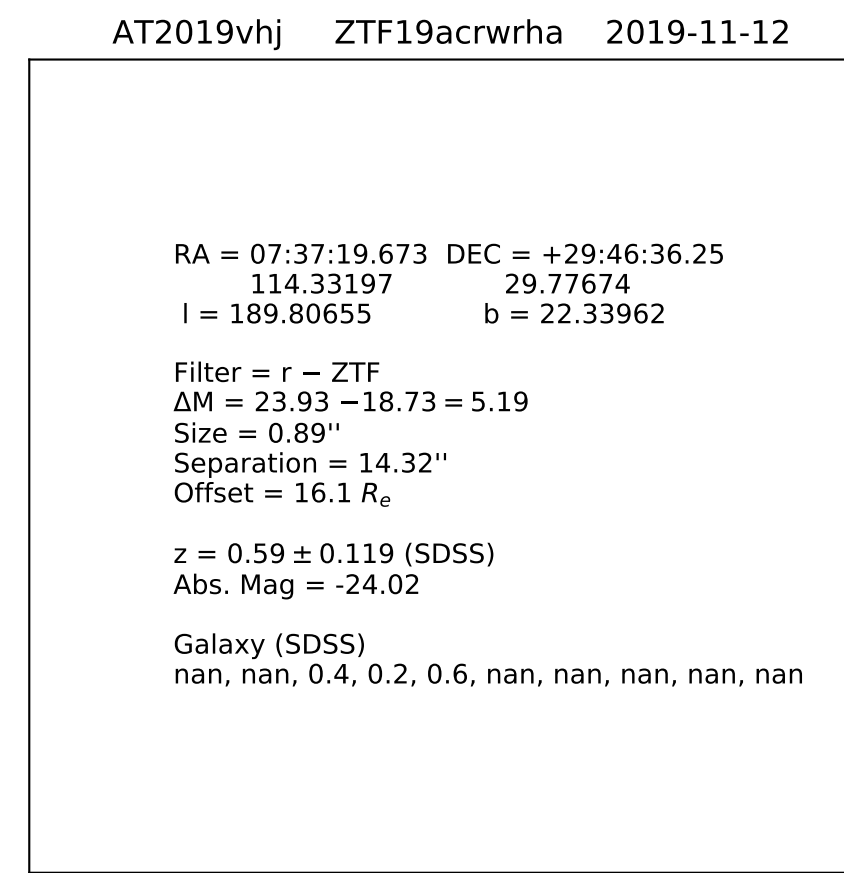 AT2019vhj ZTF19acrwrha 2019-11-12
RA = 07:37:19.673 DEC = +29:46:36.25
114.33197 29.77674
l = 189.80655 b = 22.33962
Filter = r − ZTF
ΔM = 23.93 −18.73 = 5.19
Size = 0.89''
Separation = 14.32''
Offset = 16.1 Re
z = 0.59 ± 0.119 (SDSS)
Abs. Mag = -24.02
Galaxy (SDSS)
nan, nan, 0.4, 0.2, 0.6, nan, nan, nan, nan, nan